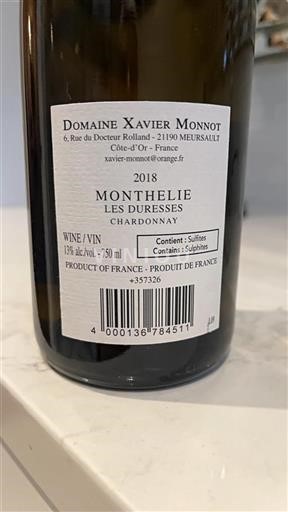 DOMAINE XAVIER MONNOT
6, Rue du Docteur Rolland - 21190 MEURSAULT
Côte-d'Or - France
xavier-monnot@orange.fr
2018
MONTHELIE
LES DURESSES
CHARDONNAY
WINE / VIN
13% alc./vol. - 750 ml
Contient : Sulfites
Contains : Sulphites
PRODUCT OF FRANCE - PRODUIT DE FRANCE
+357326
4 000136 784511